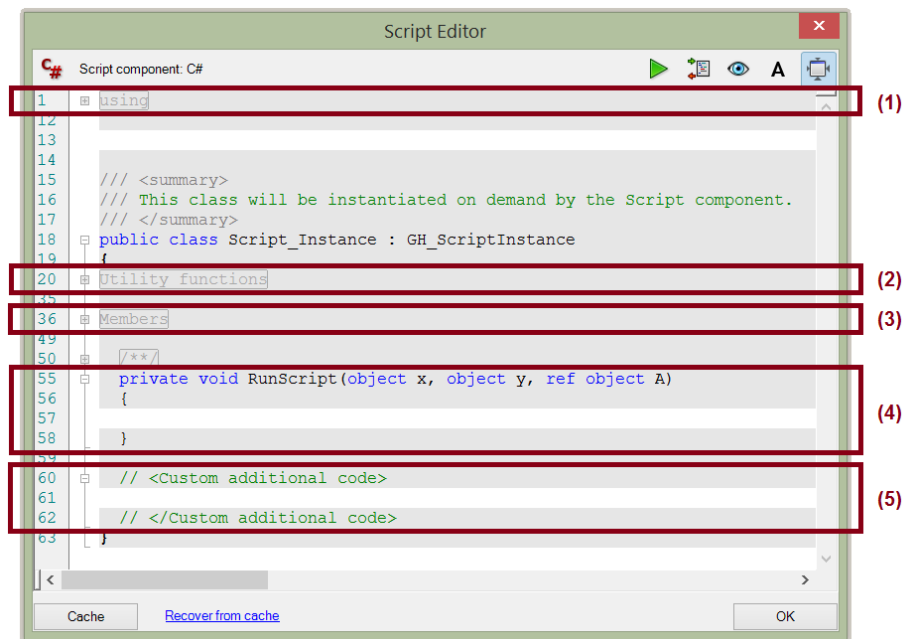 Script Editor
C# Script component: C#
A
1 using (1)
12
13
14
15 /// <summary>
16 /// This class will be instantiated on demand by the Script component.
17 /// </summary>
18 public class Script_Instance : GH_ScriptInstance
19 {
20 Utility functions (2)
35
36 Members (3)
49
50 /**/
55 private void RunScript(object x, object y, ref object A)
56 {
57 (4)
58 }
59
60 // <Custom additional code>
61 (5)
62 // </Custom additional code>
63 }
Cache Recover from cache OK